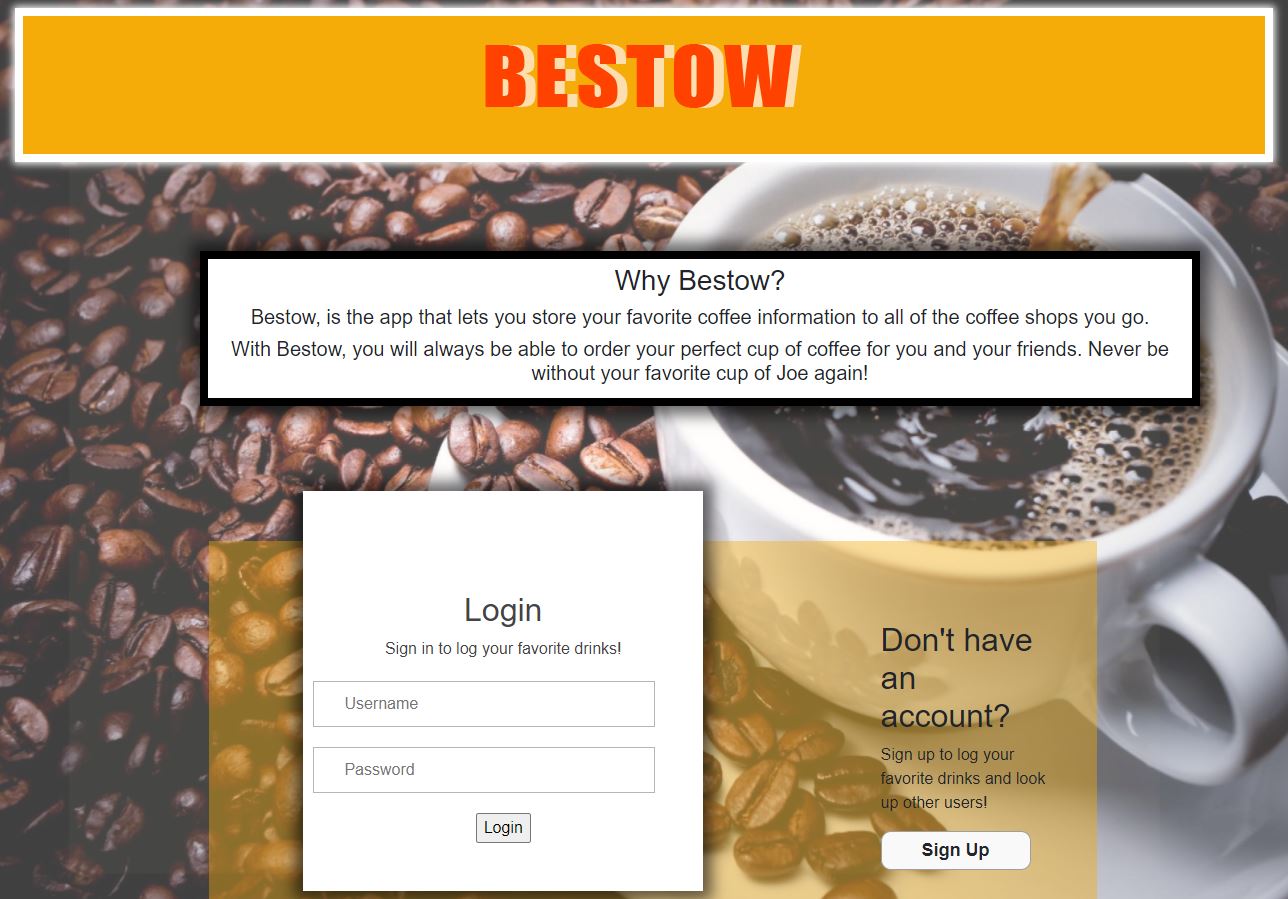 BESTOW
Why Bestow?
Bestow, is the app that lets you store your favorite coffee information to all of the coffee shops you go.
With Bestow, you will always be able to order your perfect cup of coffee for you and your friends. Never be
without your favorite cup of Joe again!
Login
Sign in to log your favorite drinks!
Username
Password
Login
Don't have
an
account?
Sign up to log your
favorite drinks and look
up other users!
Sign Up